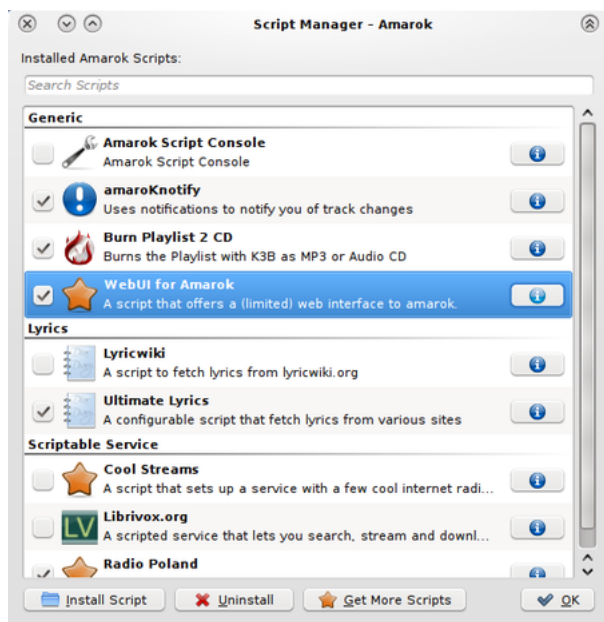 Script Manager - Amarok
Installed Amarok Scripts:
Search Scripts
Generic
Amarok Script Console
Amarok Script Console
amaroKnotify
Uses notifications to notify you of track changes
Burn Playlist 2 CD
Burns the Playlist with K3B as MP3 or Audio CD
WebUI for Amarok
A script that offers a (limited) web interface to amarok.
Lyrics
Lyricwiki
A script to fetch lyrics from lyricwiki.org
Ultimate Lyrics
A configurable script that fetch lyrics from various sites
Scriptable Service
Cool Streams
A script that sets up a service with a few cool internet radi...
LV
Librivox.org
A scripted service that lets you search, stream and downl...
Radio Poland
Install Script
Uninstall
Get More Scripts
OK